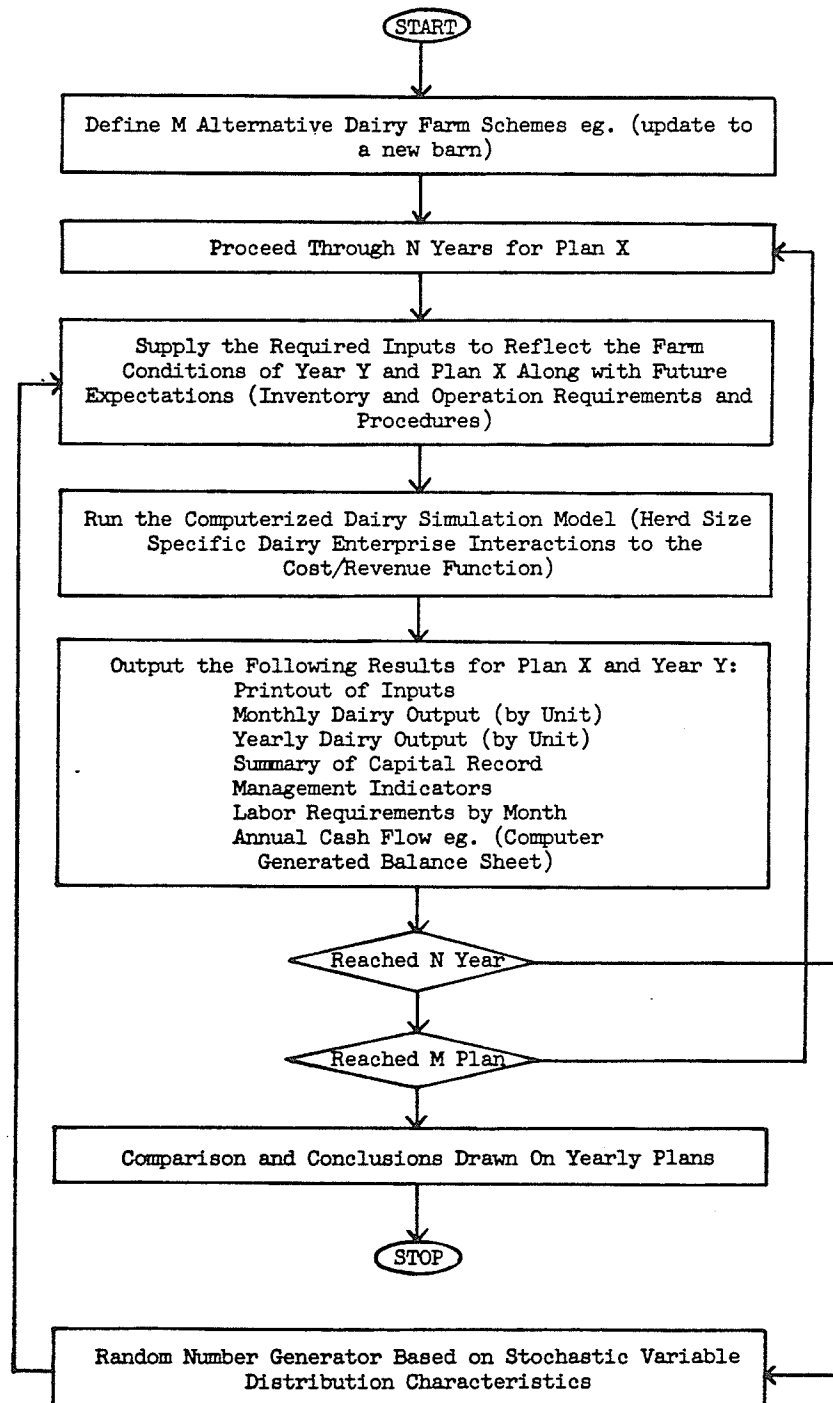 START
Define M Alternative Dairy Farm Schemes eg. (update to
a new barn)
Proceed Through N Years for Plan X
Supply the Required Inputs to Reflect the Farm
Conditions of Year Y and Plan X Along with Future
Expectations (Inventory and Operation Requirements and
Procedures)
Run the Computerized Dairy Simulation Model (Herd Size
Specific Dairy Enterprise Interactions to the
Cost/Revenue Function)
Output the Following Results for Plan X and Year Y:
Printout of Inputs
Monthly Dairy Output (by Unit)
Yearly Dairy Output (by Unit)
Summary of Capital Record
Management Indicators
Labor Requirements by Month
Annual Cash Flow eg. (Computer
Generated Balance Sheet)
Reached N Year
Reached M Plan
Comparison and Conclusions Drawn On Yearly Plans
STOP
Random Number Generator Based on Stochastic Variable
Distribution Characteristics